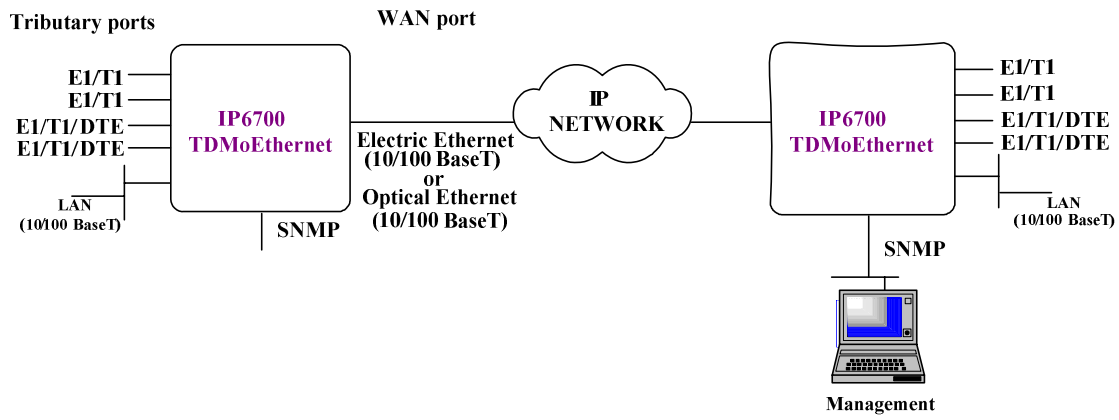 Tributary ports
WAN port
E1/T1
E1/T1
E1/T1/DTE
E1/T1/DTE
LAN
(10/100 BaseT)
IP6700
TDMoEthernet
SNMP
Electric Ethernet
(10/100 BaseT)
or
Optical Ethernet
(10/100 BaseT)
IP
NETWORK
IP6700
TDMoEthernet
E1/T1
E1/T1
E1/T1/DTE
E1/T1/DTE
LAN
(10/100 BaseT)
SNMP
Management